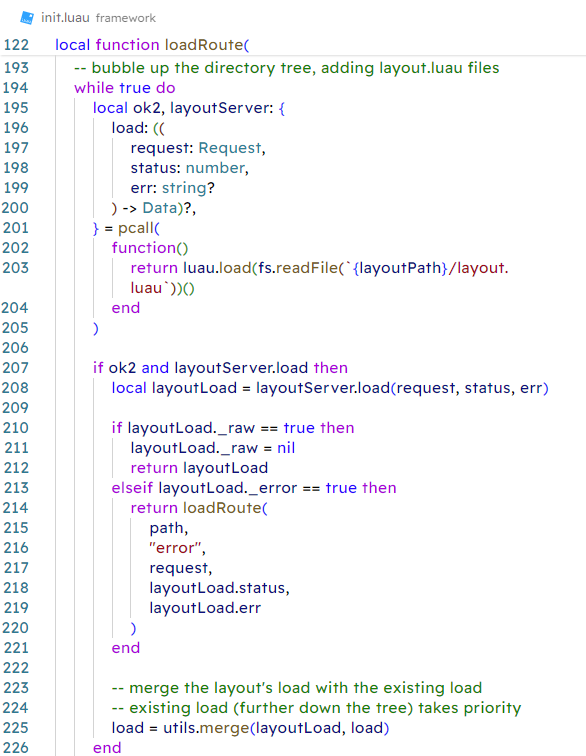 init.luau framework
122 local function loadRoute(
193 -- bubble up the directory tree, adding layout.luau files
194 while true do
195 local ok2, layoutServer: {
196 load: ((
197 request: Request,
198 status: number,
199 err: string?
200 ) -> Data)?,
201 } = pcall(
202 function()
203 return luau.load(fs.readFile(`{layoutPath}/layout.
luau`))()
204 end
205 )
206
207 if ok2 and layoutServer.load then
208 local layoutLoad = layoutServer.load(request, status, err)
209
210 if layoutLoad._raw == true then
211 layoutLoad._raw = nil
212 return layoutLoad
213 elseif layoutLoad._error == true then
214 return loadRoute(
215 path,
216 "error",
217 request,
218 layoutLoad.status,
219 layoutLoad.err
220 )
221 end
222
223 -- merge the layout's load with the existing load
224 -- existing load (further down the tree) takes priority
225 load = utils.merge(layoutLoad, load)
226 end